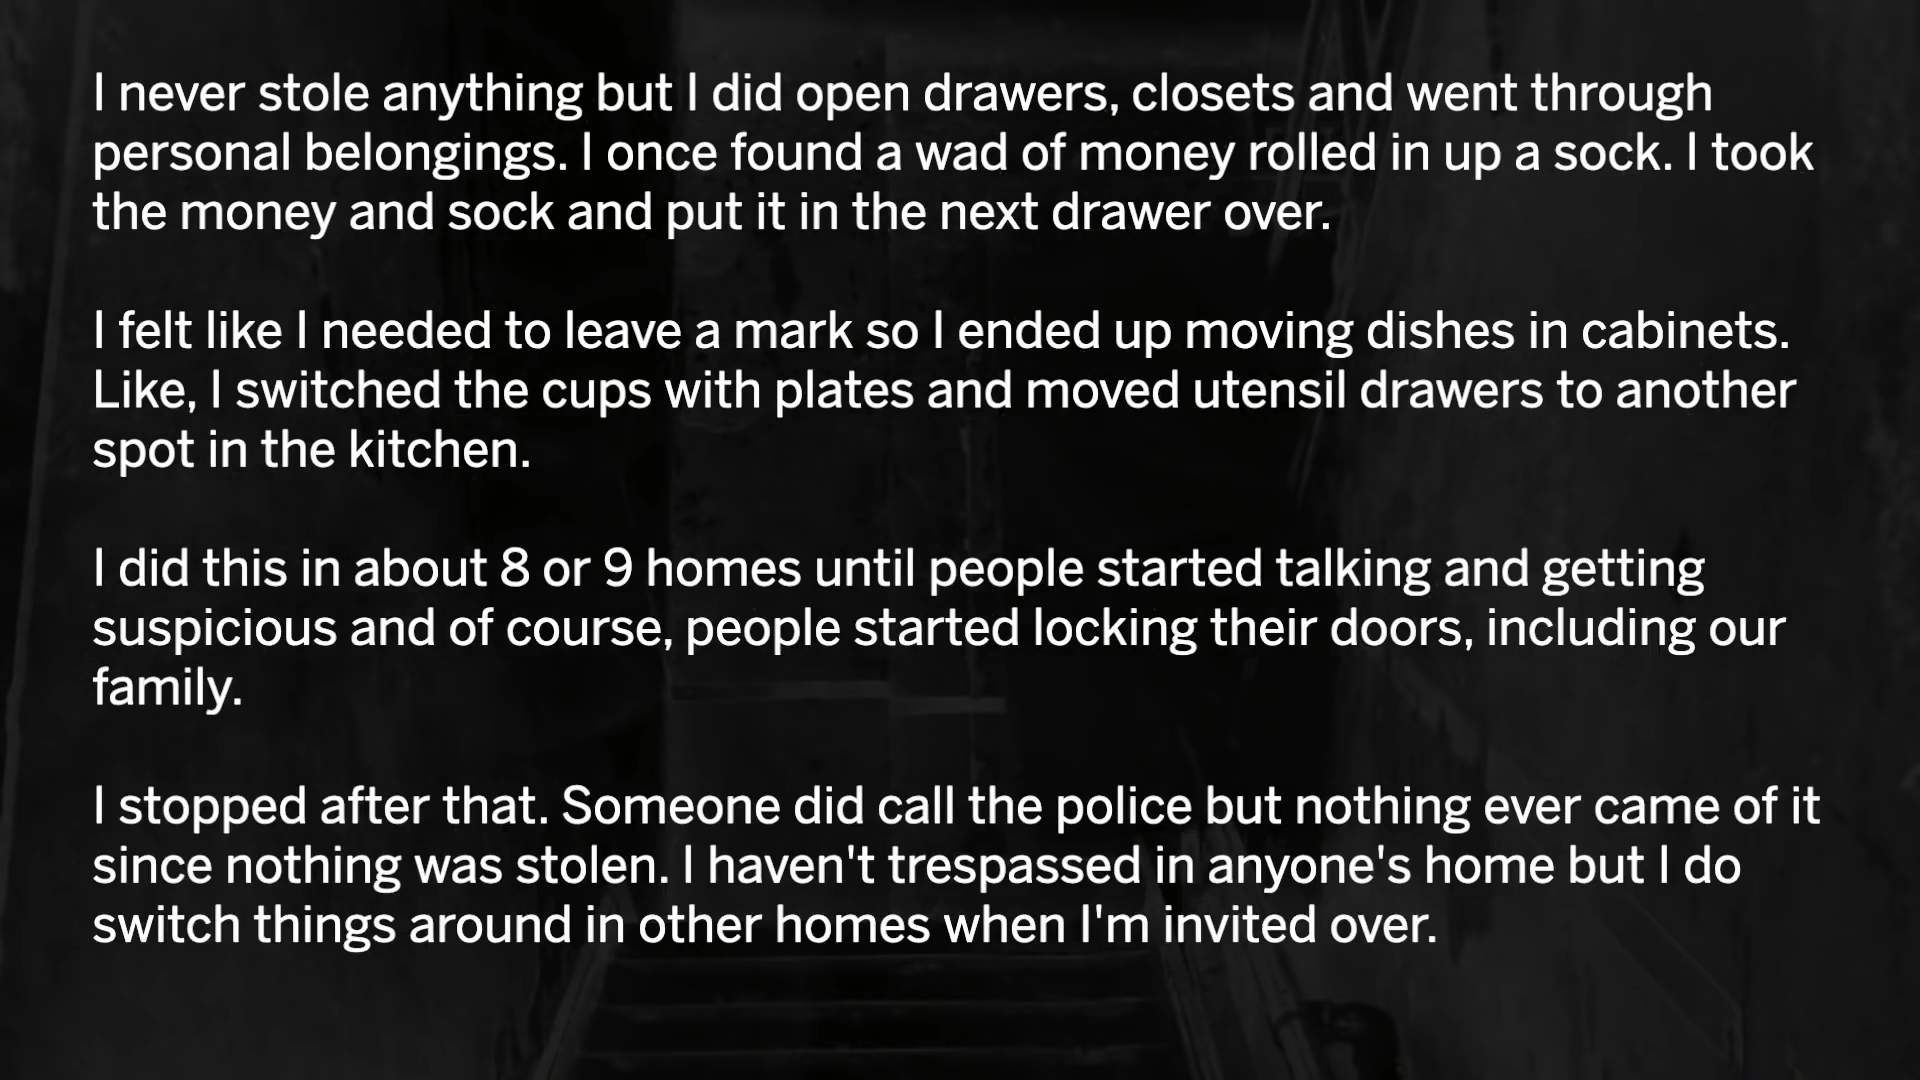 I never stole anything but I did open drawers, closets and went through
personal belongings. I once found a wad of money rolled in up a sock. I took
the money and sock and put it in the next drawer over.
I felt like I needed to leave a mark so I ended up moving dishes in cabinets.
Like, I switched the cups with plates and moved utensil drawers to another
spot in the kitchen.
I did this in about 8 or 9 homes until people started talking and getting
suspicious and of course, people started locking their doors, including our
family.
I stopped after that. Someone did call the police but nothing ever came of it
since nothing was stolen. I haven't trespassed in anyone's home but I do
switch things around in other homes when I'm invited over.